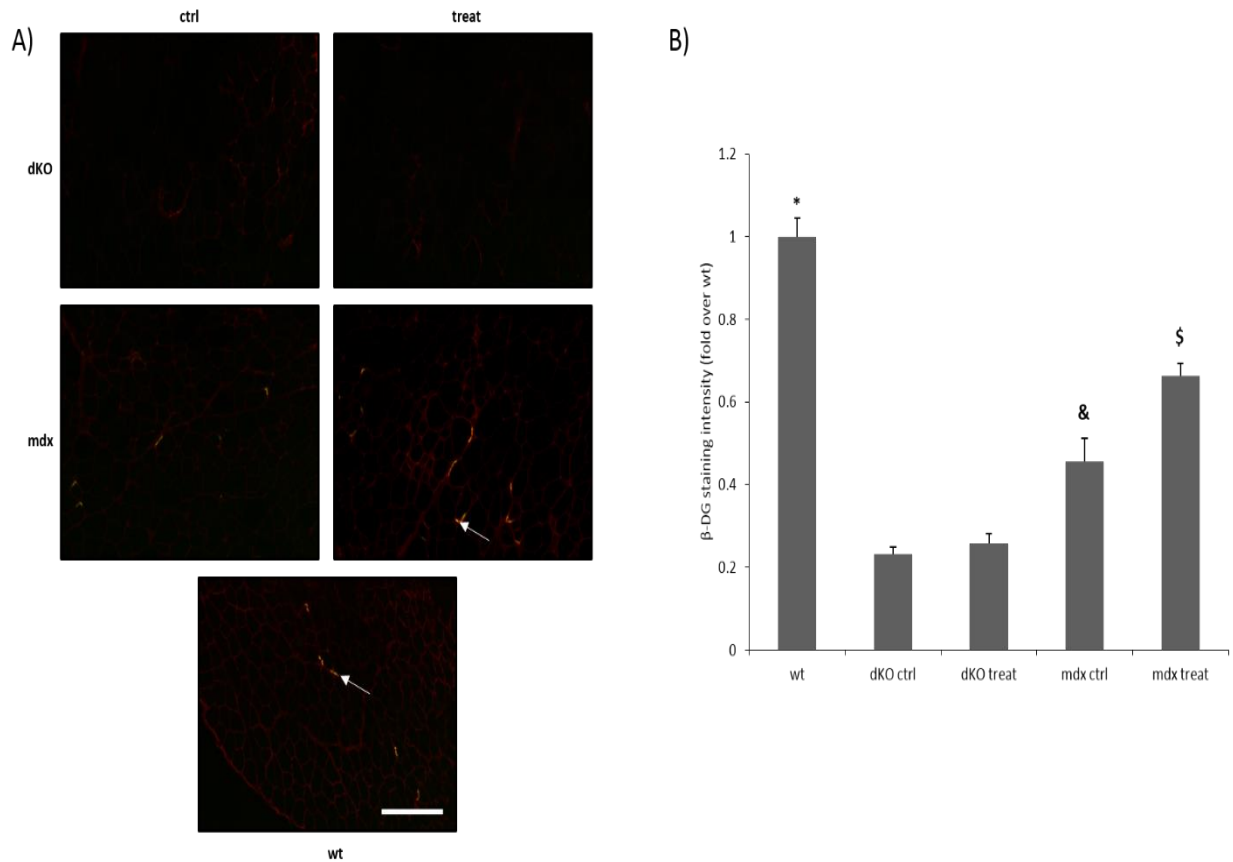 A)
ctrl
treat
dKO
mdx
wt
B)
β-DG staining intensity (fold over wt)
1.2
1
0.8
0.6
0.4
0.2
0
*
&
$
wt
dKO ctrl
dKO treat
mdx ctrl
mdx treat